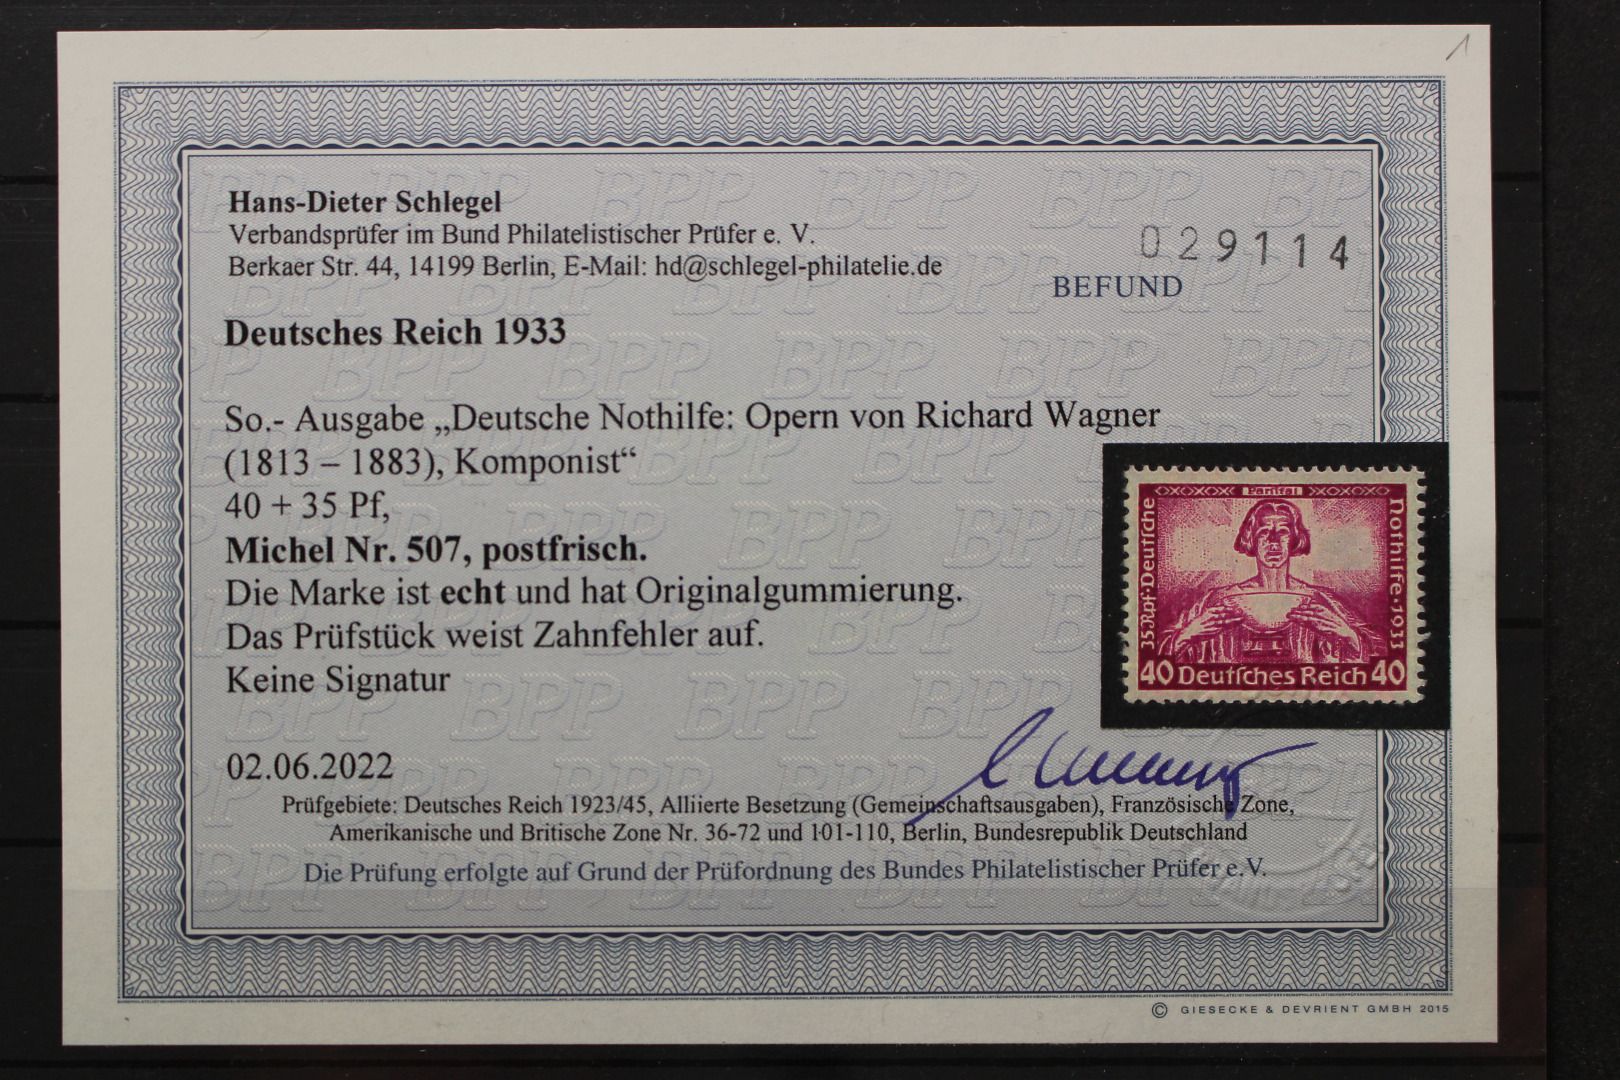 1
Hans-Dieter Schlegel
Verbandsprüfer im Bund Philatelistischer Prüfer e. V.
Berkaer Str. 44, 14199 Berlin, E-Mail: hd@schlegel-philatelie.de
029114
BEFUND
Deutsches Reich 1933
So.- Ausgabe „Deutsche Nothilfe: Opern von Richard Wagner
(1813 – 1883), Komponist“
40 + 35 Pf,
Michel Nr. 507, postfrisch.
Die Marke ist echt und hat Originalgummierung.
Das Prüfstück weist Zahnfehler auf.
Keine Signatur
Parsifal
35 Rpf·Deutsche
Nothilfe·1933
40 Deutsches Reich 40
02.06.2022
Prüfgebiete: Deutsches Reich 1923/45, Alliierte Besetzung (Gemeinschaftsausgaben), Französische Zone,
Amerikanische und Britische Zone Nr. 36-72 und 101-110, Berlin, Bundesrepublik Deutschland
Die Prüfung erfolgte auf Grund der Prüfordnung des Bundes Philatelistischer Prüfer e.V.
© GIESECKE & DEVRIENT GMBH 2015